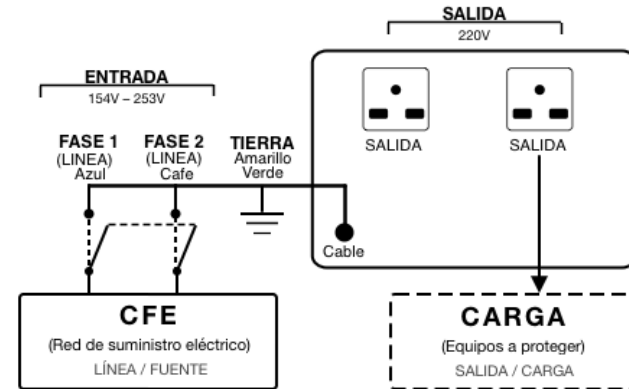 SALIDA
220V
ENTRADA
154V – 253V
FASE 1
(LINEA)
Azul
FASE 2
(LINEA)
Cafe
TIERRA
Amarillo
Verde
SALIDA
SALIDA
Cable
CFE
(Red de suministro eléctrico)
LÍNEA / FUENTE
CARGA
(Equipos a proteger)
SALIDA / CARGA